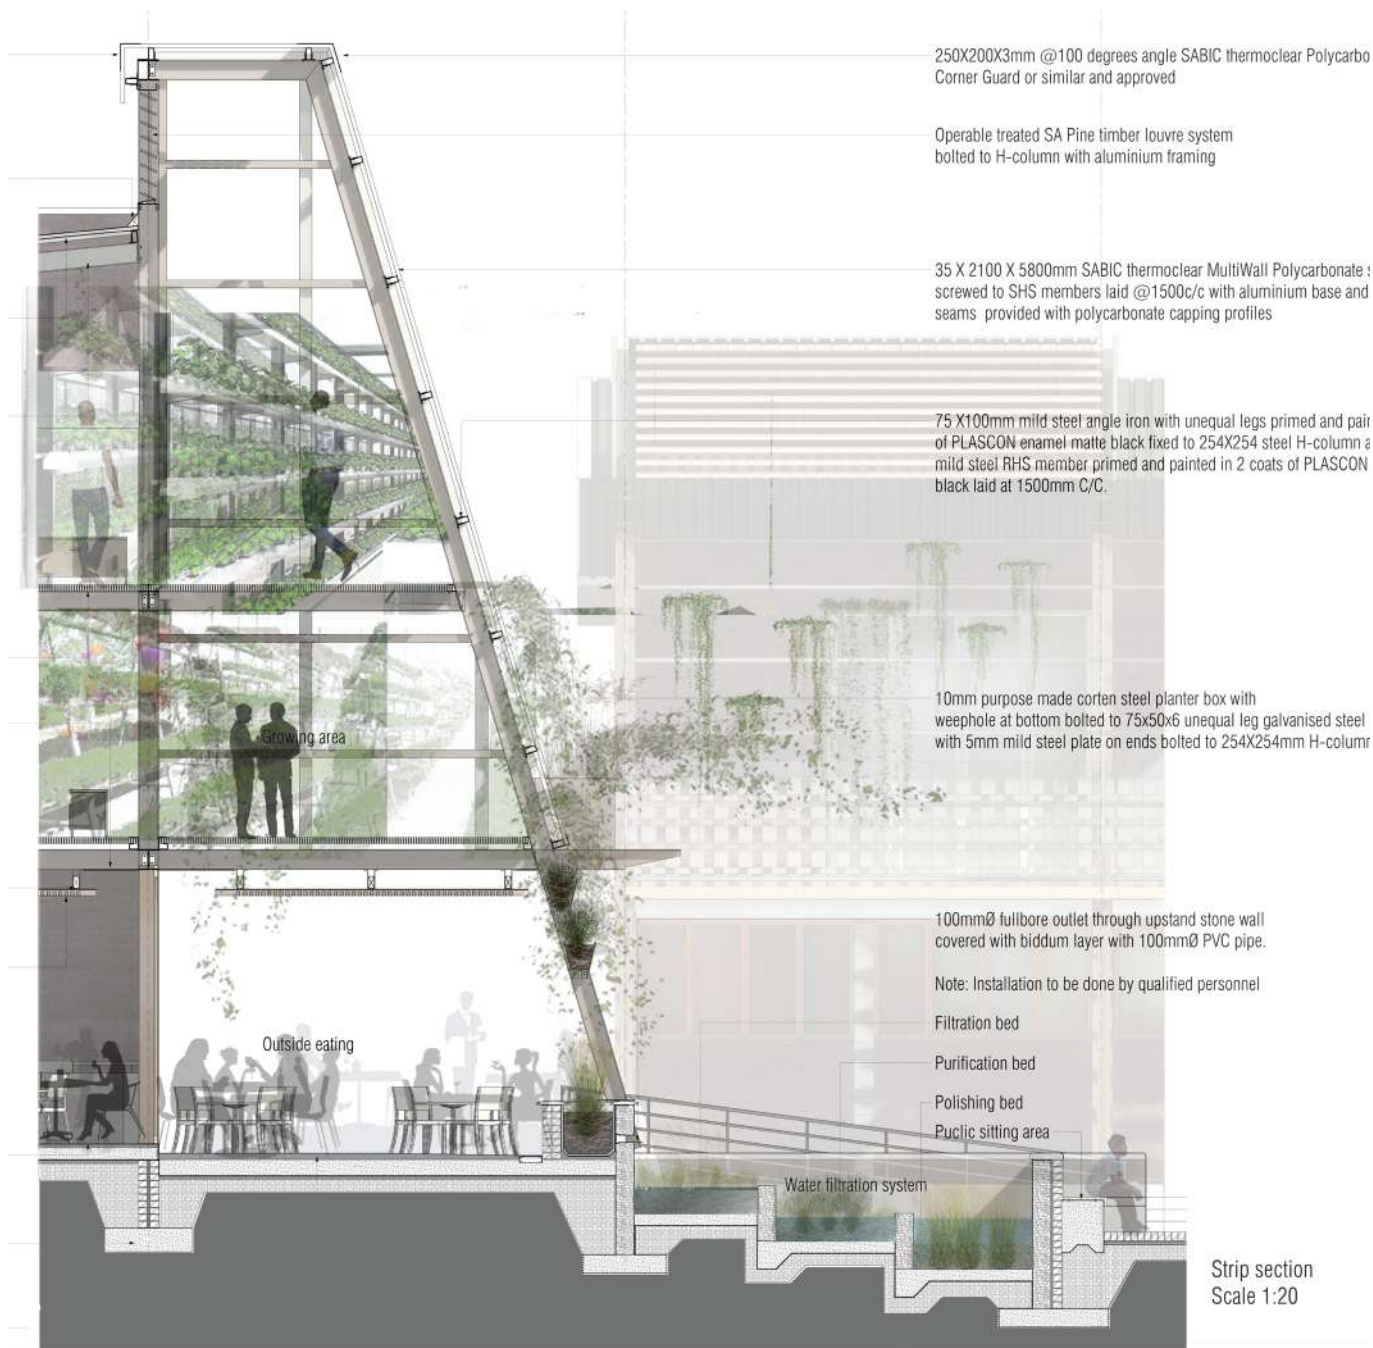 250X200X3mm @100 degrees angle SABIC thermoclear Polycarbo
Corner Guard or similar and approved
Operable treated SA Pine timber louvre system
bolted to H-column with aluminium framing
35 X 2100 X 5800mm SABIC thermoclear MultiWall Polycarbonate s
screwed to SHS members laid @1500c/c with aluminium base and
seams provided with polycarbonate capping profiles
75 X100mm mild steel angle iron with unequal legs primed and pain
of PLASCON enamel matte black fixed to 254X254 steel H-column a
mild steel RHS member primed and painted in 2 coats of PLASCON
black laid at 1500mm C/C.
10mm purpose made corten steel planter box with
weephole at bottom bolted to 75x50x6 unequal leg galvanised steel
with 5mm mild steel plate on ends bolted to 254X254mm H-column
Growing area
100mmØ fullbore outlet through upstand stone wall
covered with biddum layer with 100mmØ PVC pipe.
Note: Installation to be done by qualified personnel
Filtration bed
Outside eating
Purification bed
Polishing bed
Puclic sitting area
Water filtration system
Strip section
Scale 1:20